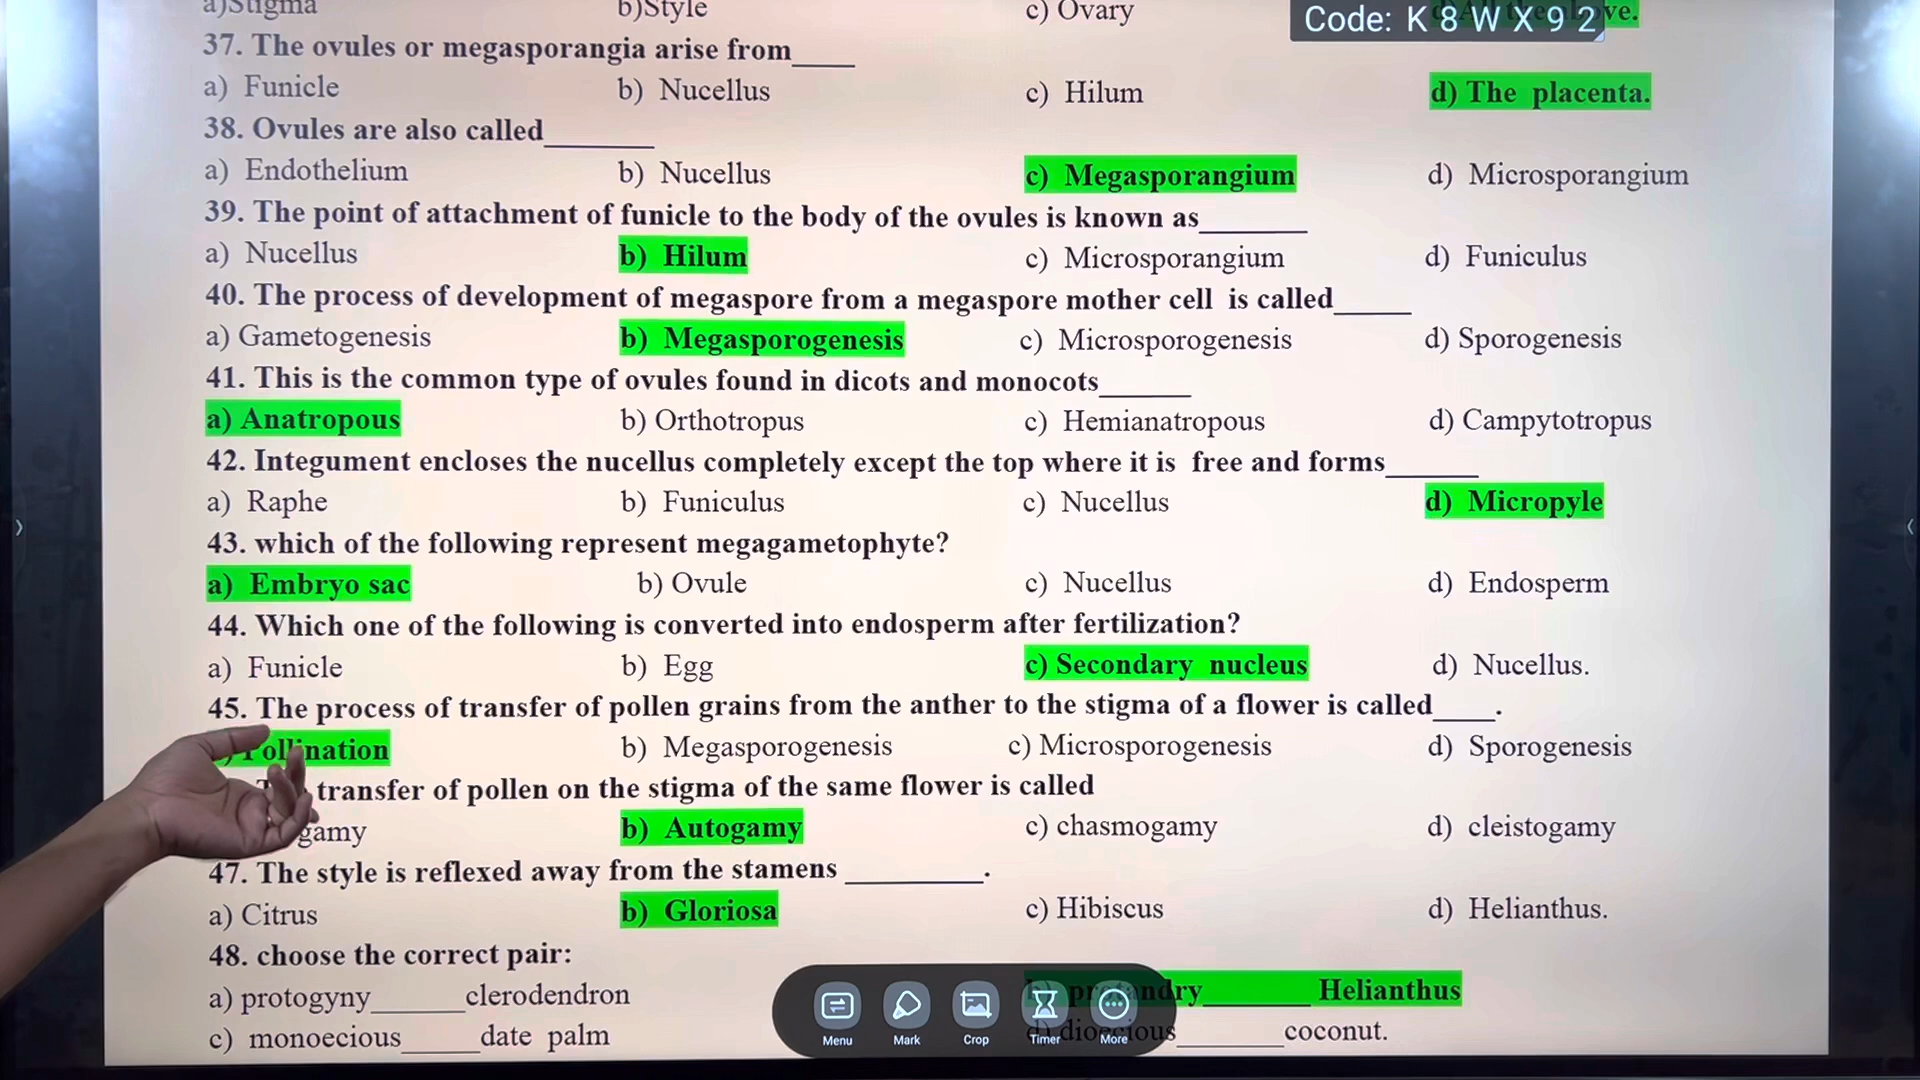 a)Stigma b)Style c) Ovary ve.
Code: K 8 W X 9 2
37. The ovules or megasporangia arise from____
a) Funicle b) Nucellus c) Hilum d) The placenta.
38. Ovules are also called_______
a) Endothelium b) Nucellus c) Megasporangium d) Microsporangium
39. The point of attachment of funicle to the body of the ovules is known as_______
a) Nucellus b) Hilum c) Microsporangium d) Funiculus
40. The process of development of megaspore from a megaspore mother cell is called_____
a) Gametogenesis b) Megasporogenesis c) Microsporogenesis d) Sporogenesis
41. This is the common type of ovules found in dicots and monocots______
a) Anatropous b) Orthotropus c) Hemianatropous d) Campytotropus
42. Integument encloses the nucellus completely except the top where it is free and forms______
a) Raphe b) Funiculus c) Nucellus d) Micropyle
43. which of the following represent megagametophyte?
a) Embryo sac b) Ovule c) Nucellus d) Endosperm
44. Which one of the following is converted into endosperm after fertilization?
a) Funicle b) Egg c) Secondary nucleus d) Nucellus.
45. The process of transfer of pollen grains from the anther to the stigma of a flower is called____.
Pollination b) Megasporogenesis c) Microsporogenesis d) Sporogenesis
transfer of pollen on the stigma of the same flower is called
gamy b) Autogamy c) chasmogamy d) cleistogamy
47. The style is reflexed away from the stamens _________.
a) Citrus b) Gloriosa c) Hibiscus d) Helianthus.
48. choose the correct pair:
a) protogyny______clerodendron b) protandry_______ Helianthus
c) monoecious_____date palm d) dioecious_______coconut.
Menu Mark Crop Timer More